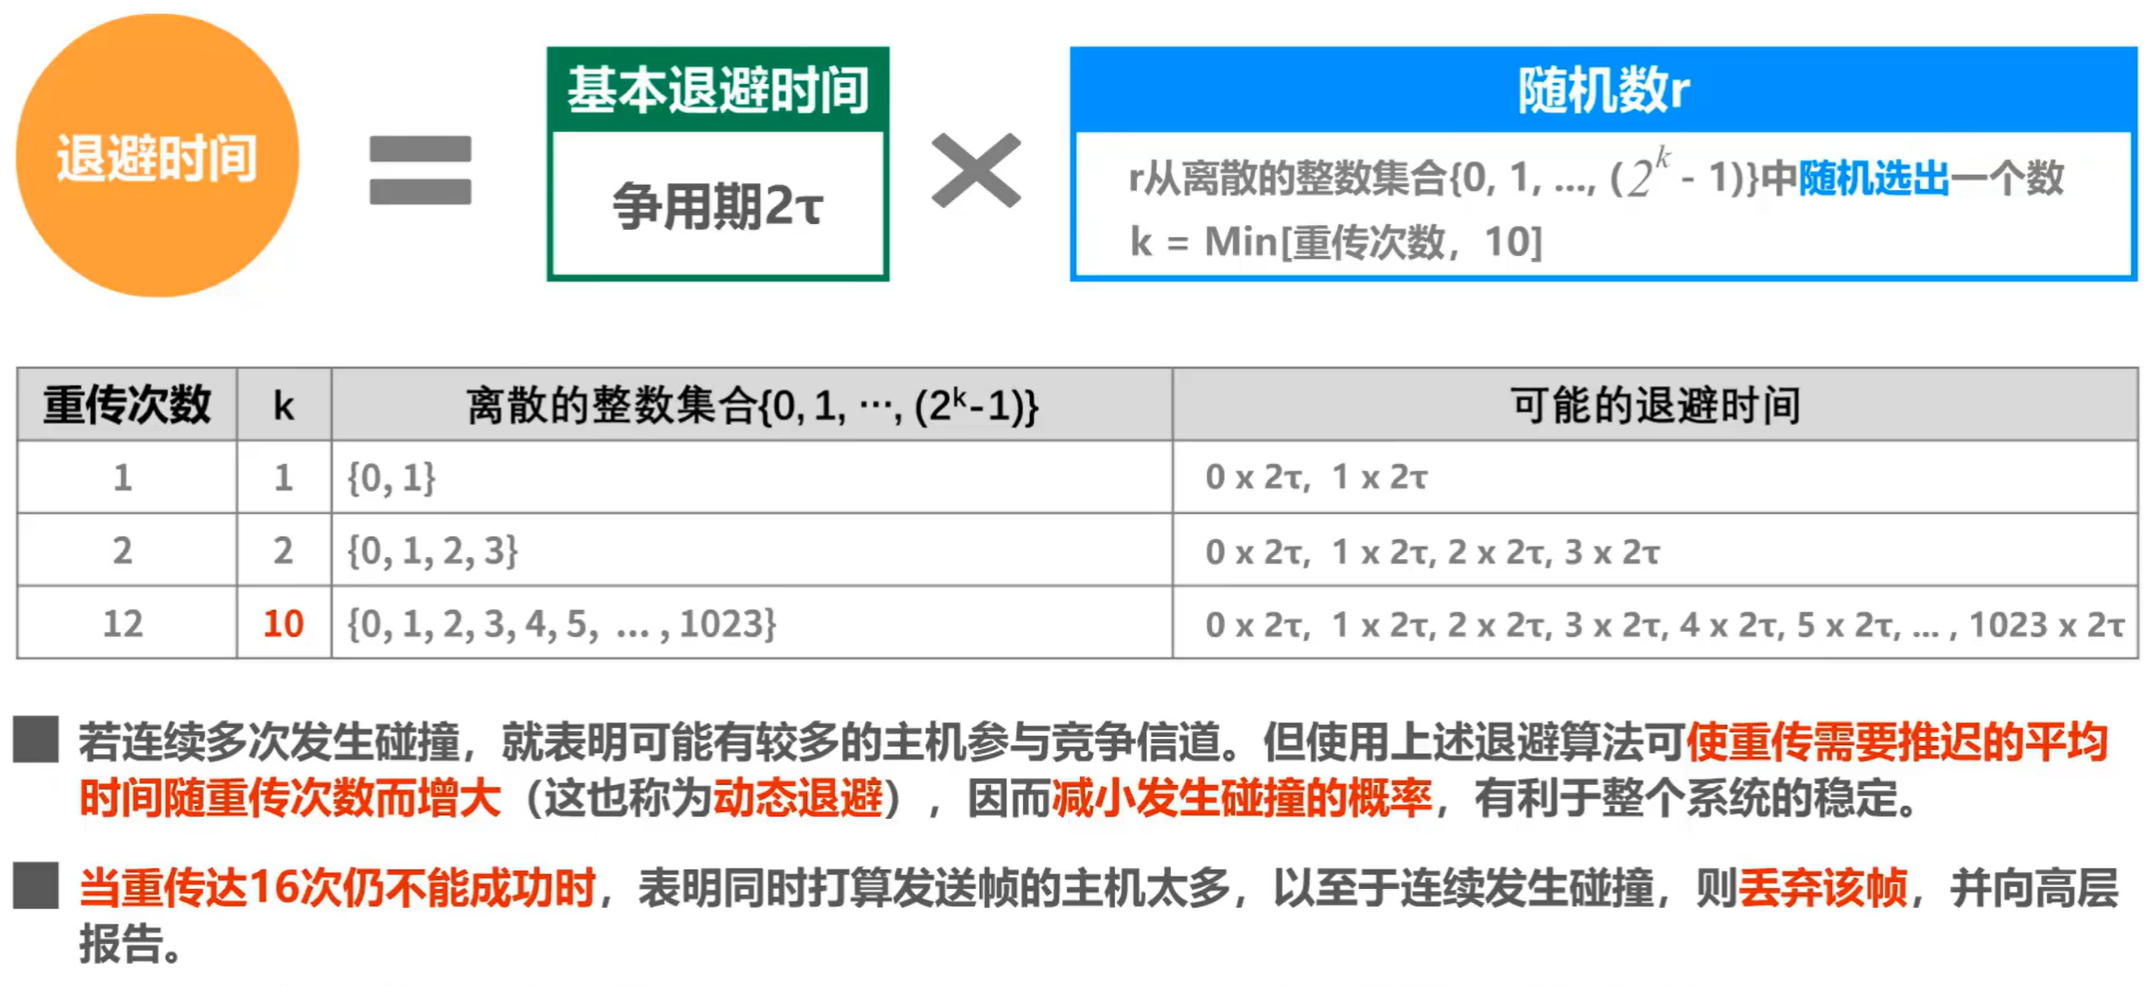 退避时间
=
基本退避时间
争用期2τ
×
随机数r
r从离散的整数集合{0, 1, ..., (2^k - 1)}中随机选出一个数
k = Min[重传次数，10]
重传次数 k 离散的整数集合{0, 1, ⋯, (2^k-1)} 可能的退避时间
1 1 {0, 1} 0 x 2τ, 1 x 2τ
2 2 {0, 1, 2, 3} 0 x 2τ, 1 x 2τ, 2 x 2τ, 3 x 2τ
12 10 {0, 1, 2, 3, 4, 5, ... , 1023} 0 x 2τ, 1 x 2τ, 2 x 2τ, 3 x 2τ, 4 x 2τ, 5 x 2τ, ... , 1023 x 2τ
■ 若连续多次发生碰撞，就表明可能有较多的主机参与竞争信道。但使用上述退避算法可使重传需要推迟的平均
时间随重传次数而增大（这也称为动态退避），因而减小发生碰撞的概率，有利于整个系统的稳定。
■ 当重传达16次仍不能成功时，表明同时打算发送帧的主机太多，以至于连续发生碰撞，则丢弃该帧，并向高层
报告。